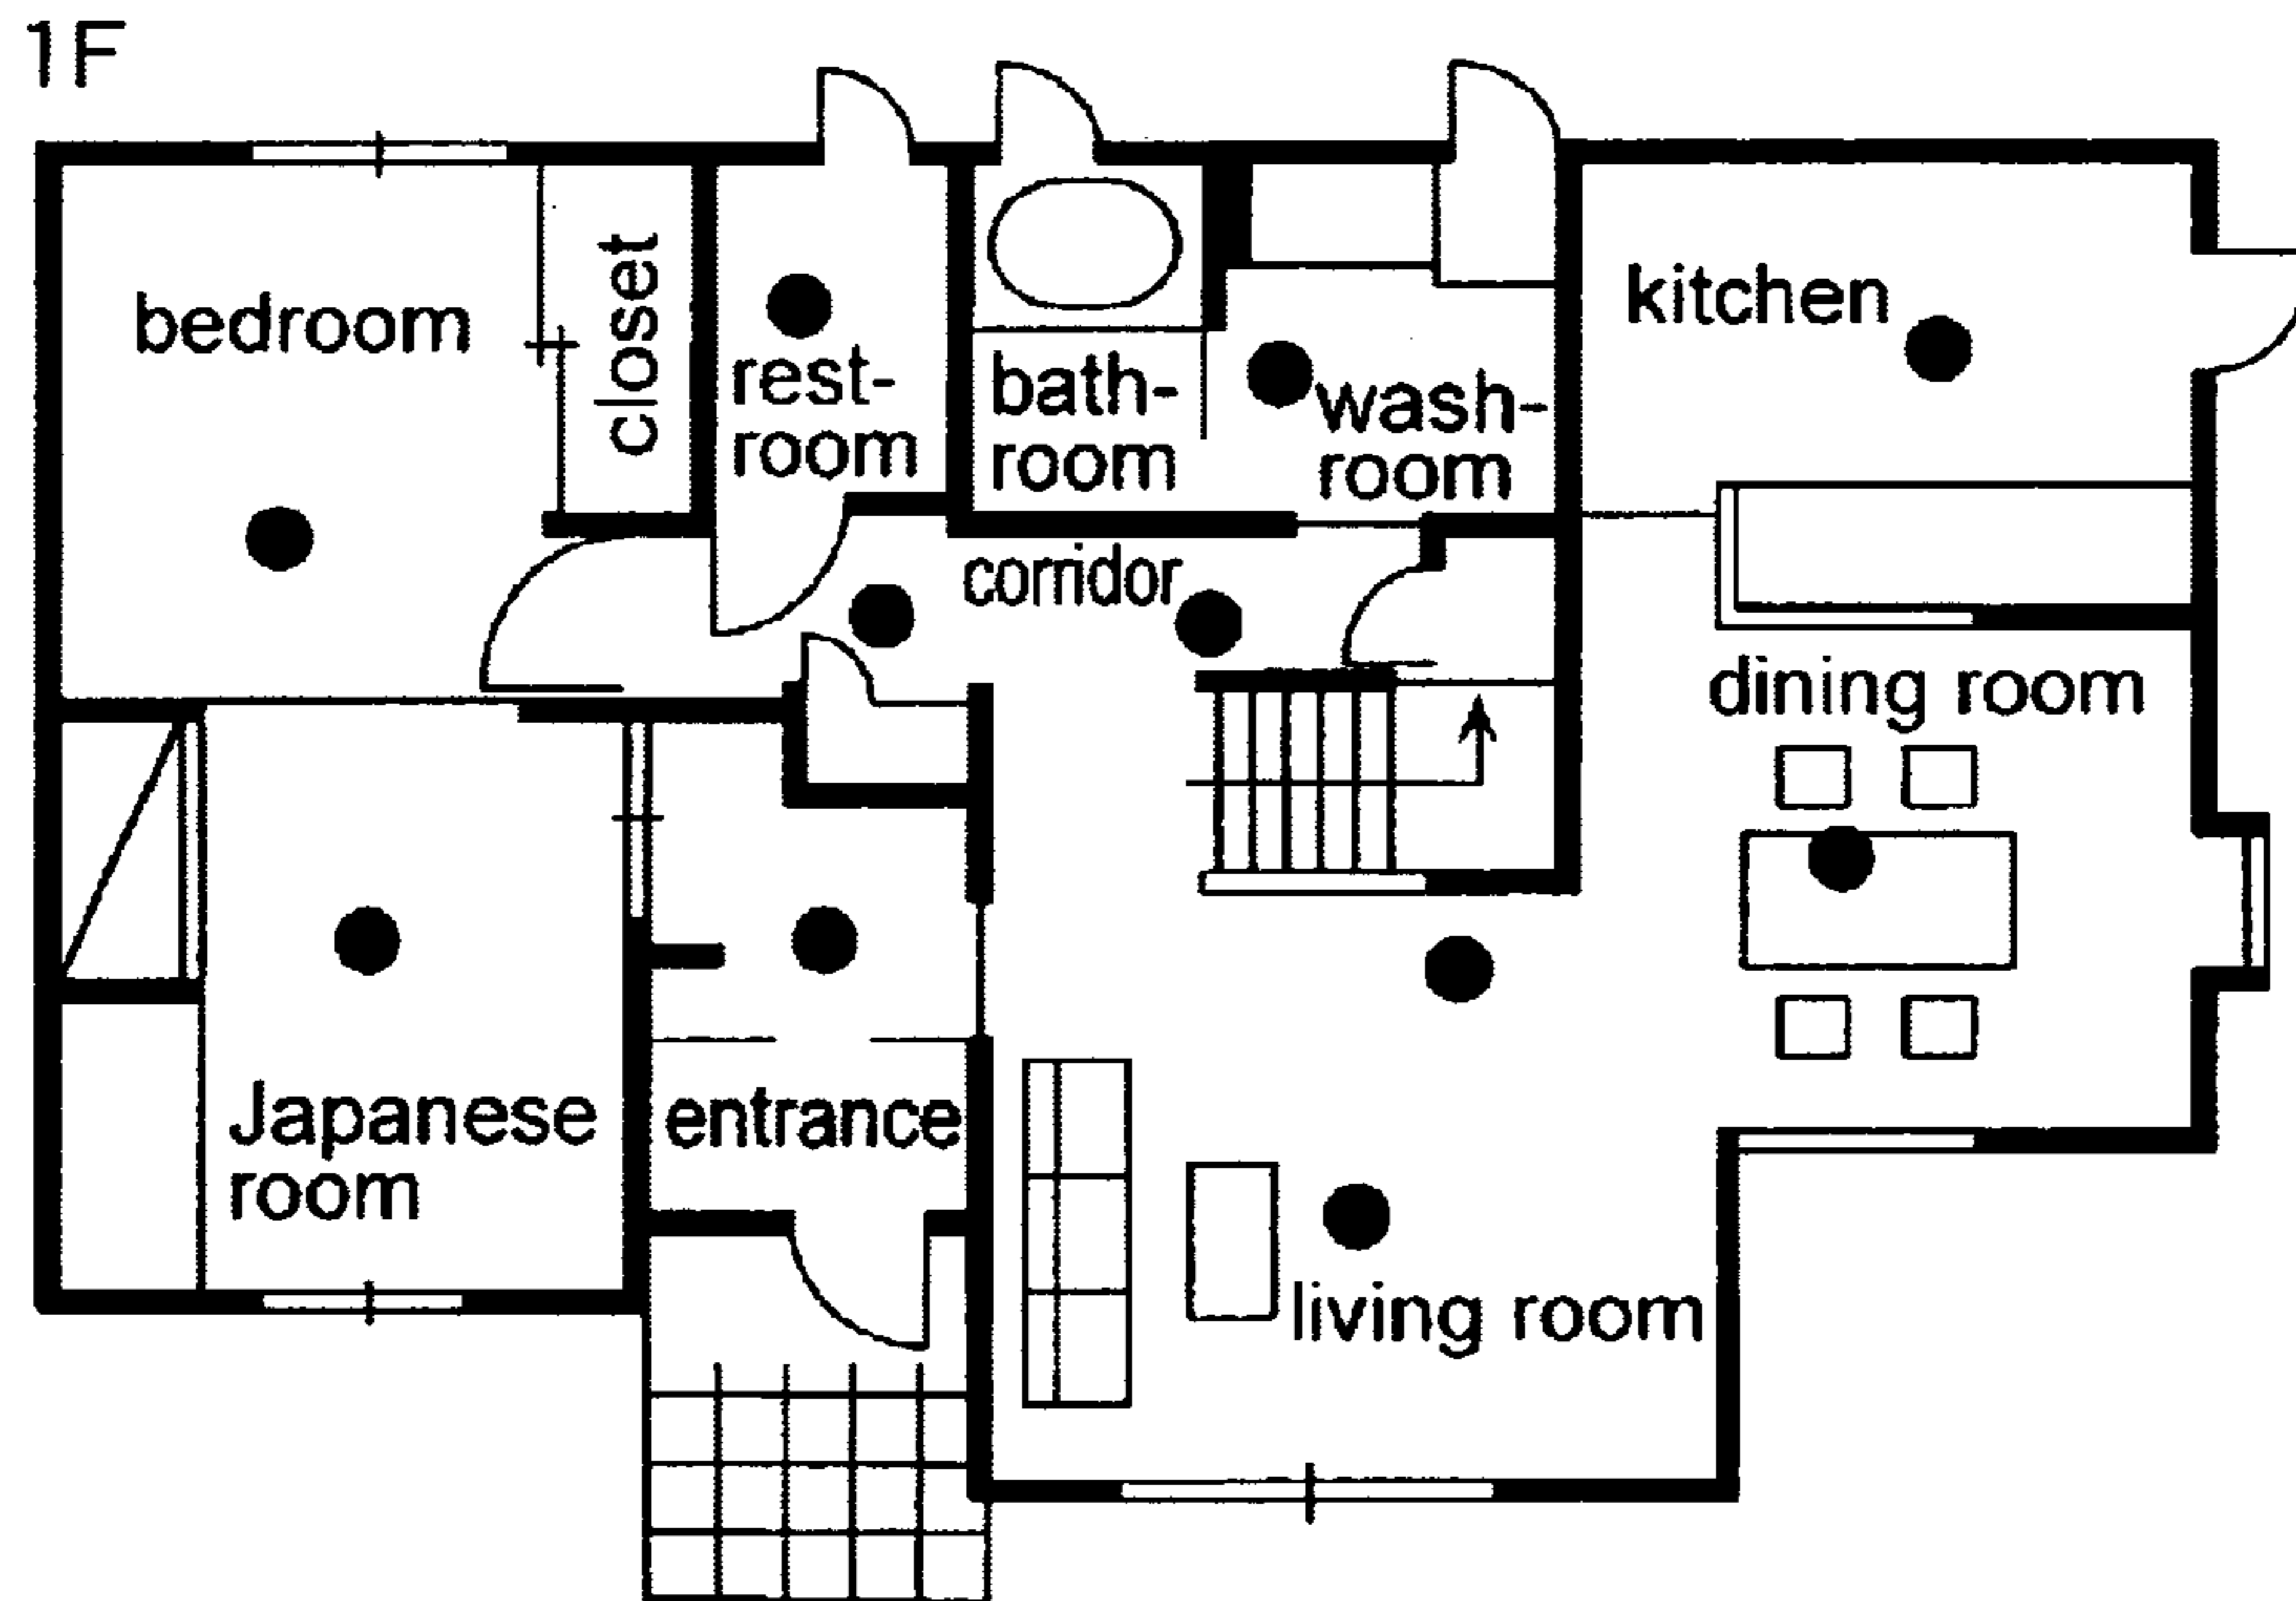 1F
bedroom
closet
rest-
room
bath-
room
wash-
room
kitchen
corridor
dining room
Japanese
room
entrance
living room